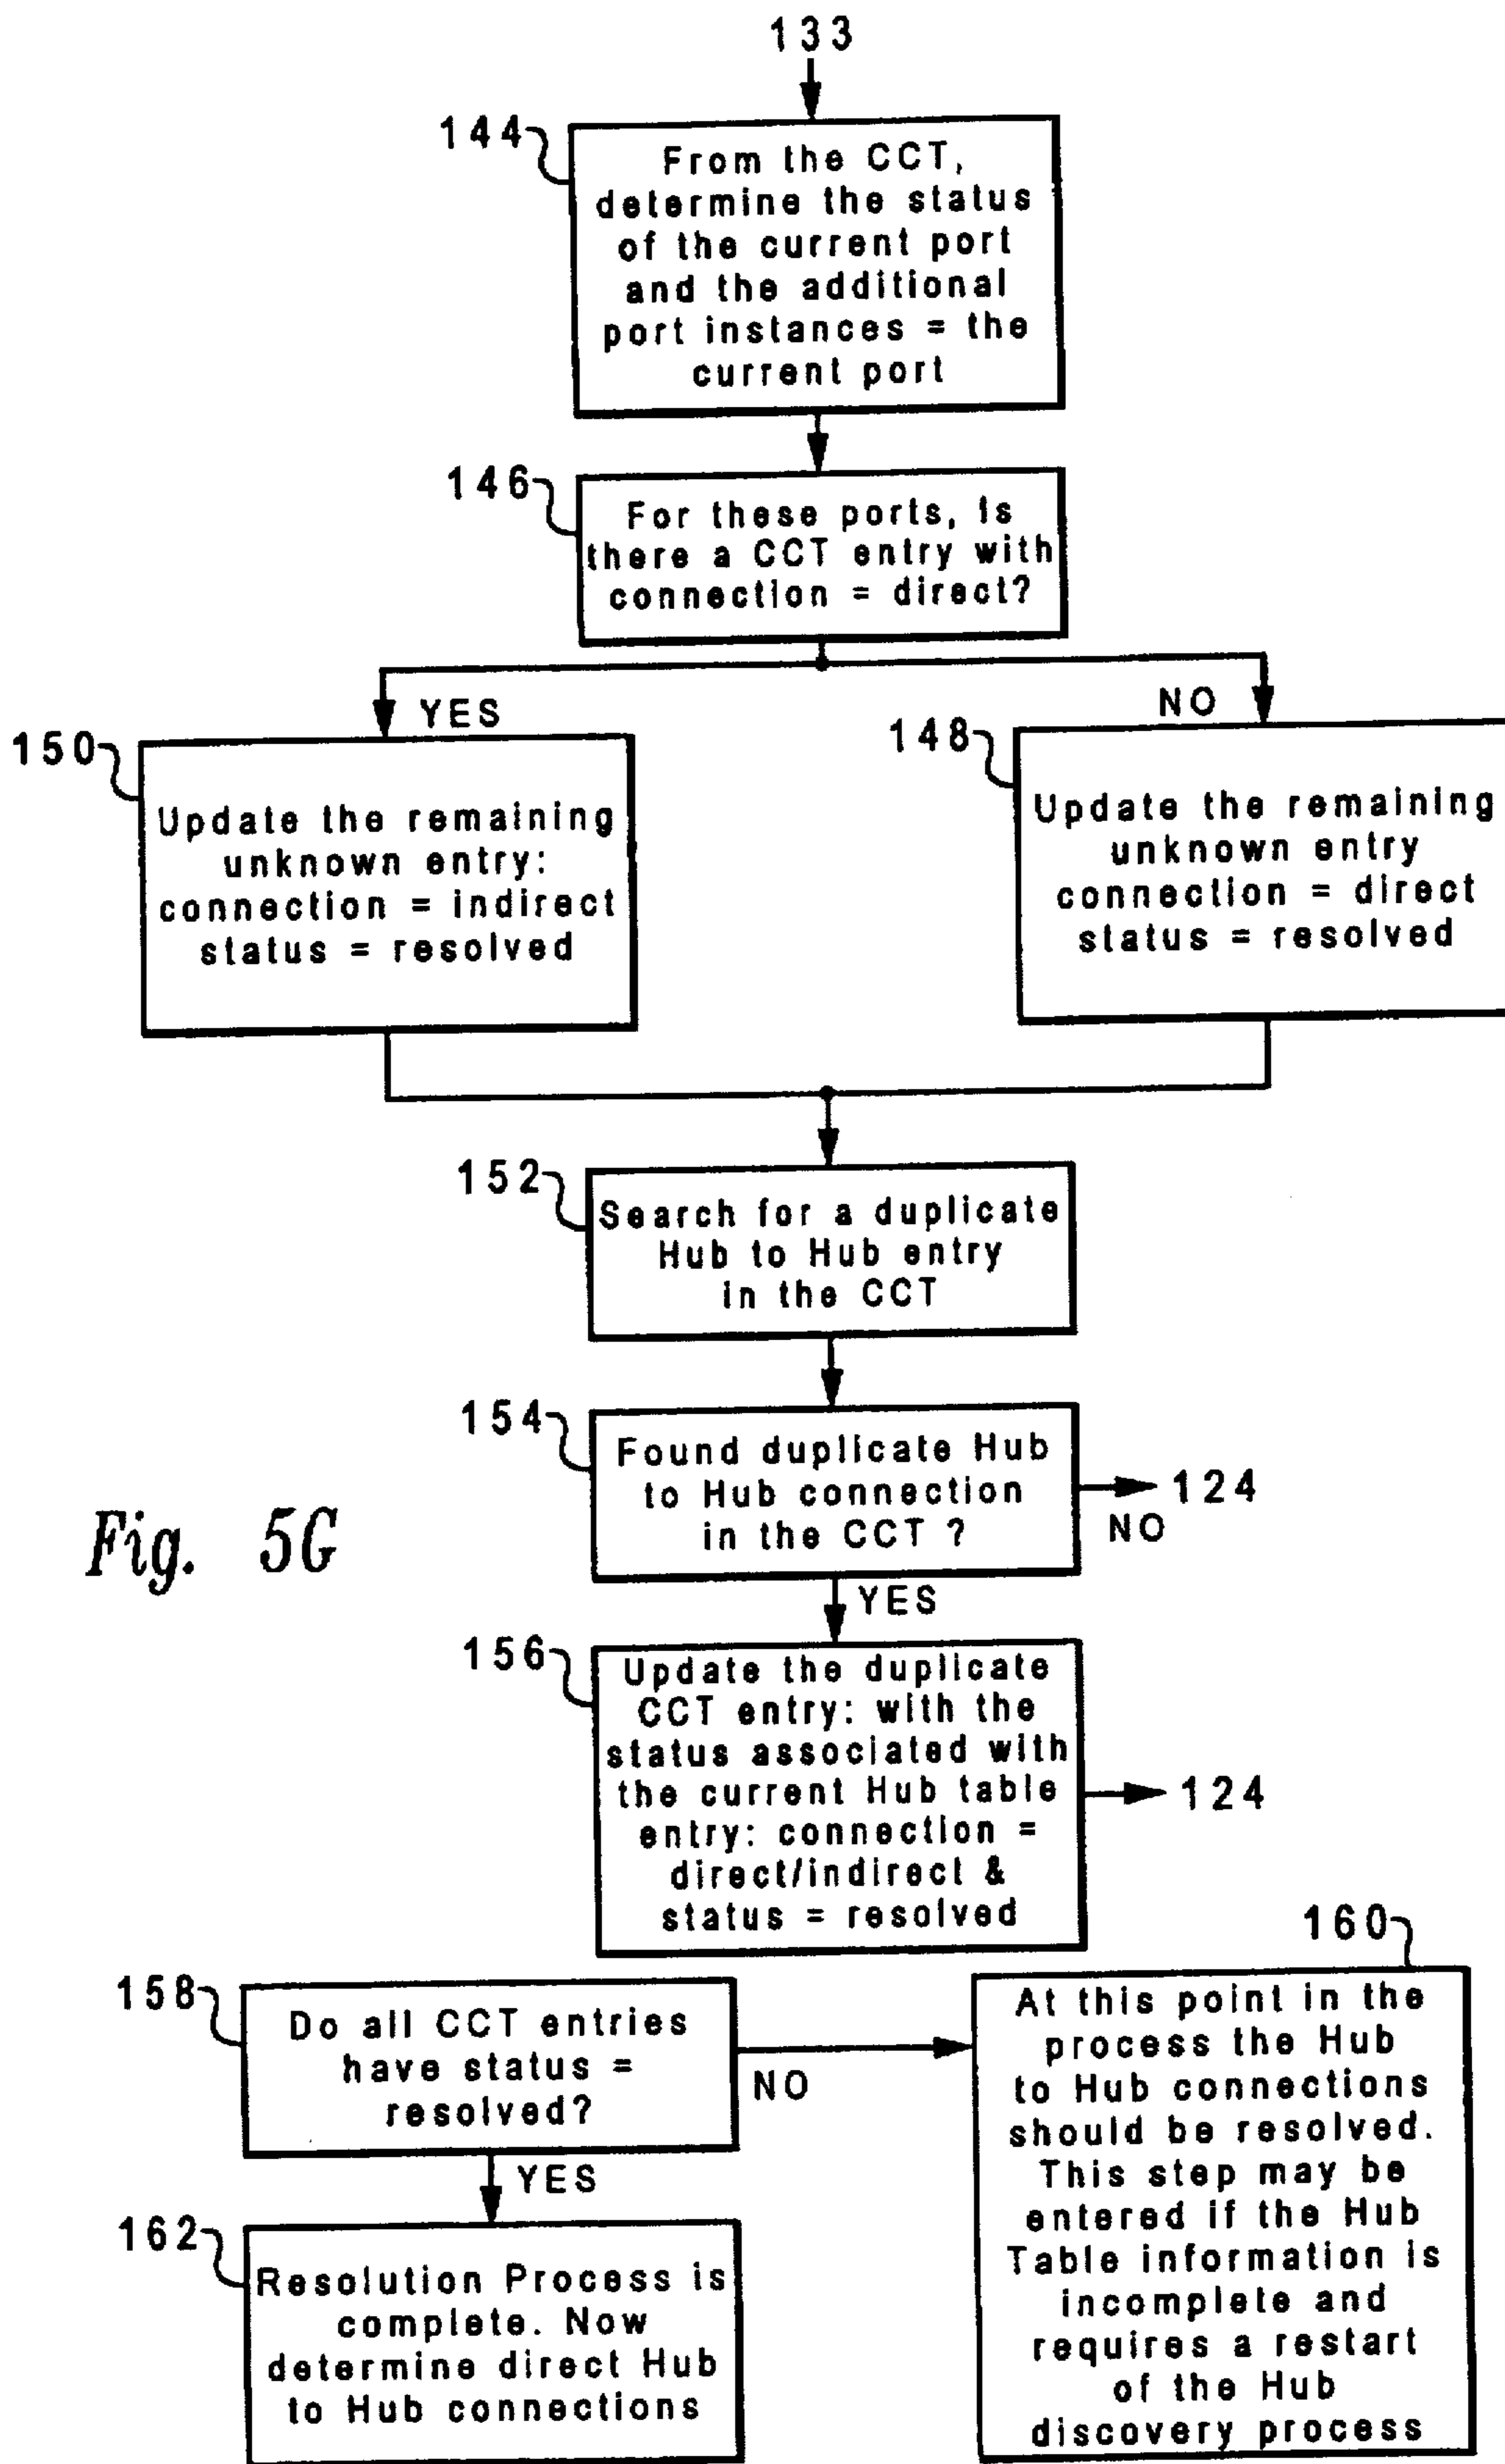 133
144
From the CCT,
determine the status
of the current port
and the additional
port instances = the
current port
146
For these ports, is
there a CCT entry with
connection = direct?
YES
NO
150
Update the remaining
unknown entry:
connection = indirect
status = resolved
148
Update the remaining
unknown entry
connection = direct
status = resolved
152
Search for a duplicate
Hub to Hub entry
in the CCT
154
Found duplicate Hub
to Hub connection
in the CCT ?
124
NO
Fig. 5G
YES
156
Update the duplicate
CCT entry: with the
status associated with
the current Hub table
entry: connection =
direct/indirect &
status = resolved
124
158
Do all CCT entries
have status =
resolved?
NO
YES
160
At this point in the
process the Hub
to Hub connections
should be resolved.
This step may be
entered if the Hub
Table information is
incomplete and
requires a restart
of the Hub
discovery process
162
Resolution Process is
complete. Now
determine direct Hub
to Hub connections